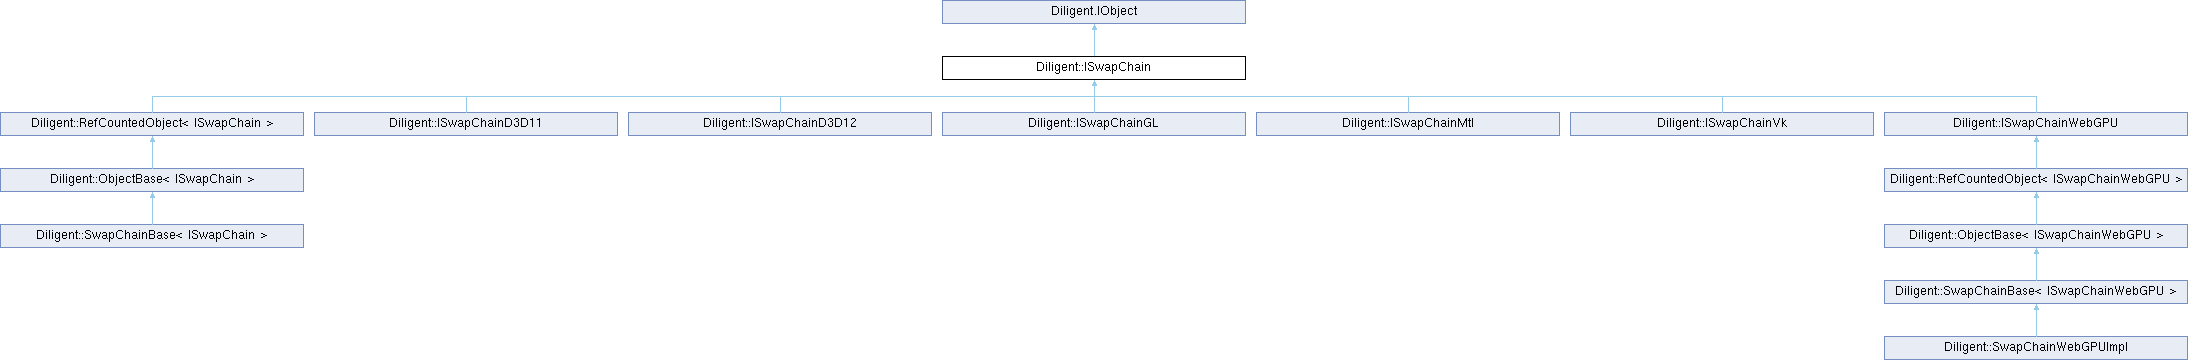 Diligent.IObject
Diligent::ISwapChain
Diligent::RefCountedObject< ISwapChain >
Diligent::ISwapChainD3D11
Diligent::ISwapChainD3D12
Diligent::ISwapChainGL
Diligent::ISwapChainMtl
Diligent::ISwapChainVk
Diligent::ISwapChainWebGPU
Diligent::ObjectBase< ISwapChain >
Diligent::RefCountedObject< ISwapChainWebGPU >
Diligent::SwapChainBase< ISwapChain >
Diligent::ObjectBase< ISwapChainWebGPU >
Diligent::SwapChainBase< ISwapChainWebGPU >
Diligent::SwapChainWebGPUImpl